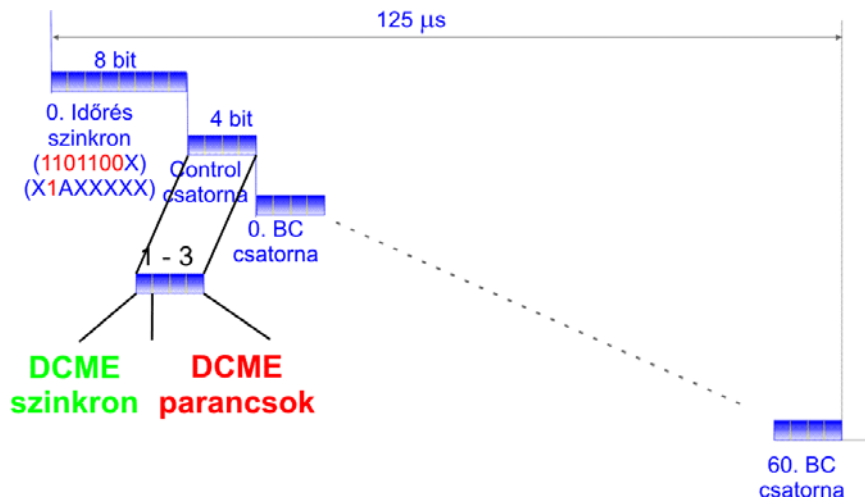 125 μs
8 bit
0. Időrés
szinkron
(1101100X)
(X1AXXXXX)
4 bit
Control
csatorna
0. BC
csatorna
1 - 3
DCME
szinkron
DCME
parancsok
60. BC
csatorna